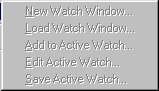 New Watch Window...
Load Watch Window...
Add to Active Watch...
Edit Active Watch...
Save Active Watch...